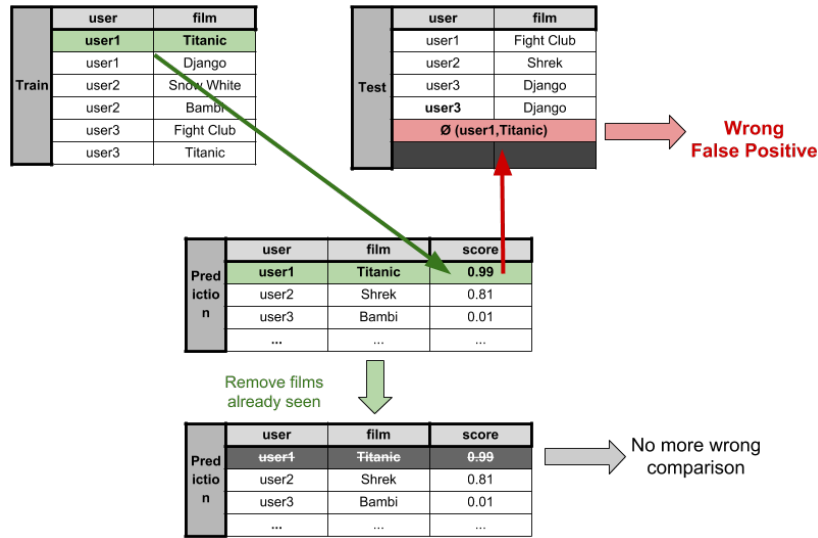 user film
Train
user1 Titanic
user1 Django
user2 Snow White
user2 Bambi
user3 Fight Club
user3 Titanic
user film
Test
user1 Fight Club
user2 Shrek
user3 Django
user3 Django
Ø (user1,Titanic)
Wrong
False Positive
user film score
Pred
ictio
n
user1 Titanic 0.99
user2 Shrek 0.81
user3 Bambi 0.01
... ... ...
Remove films
already seen
user film score
Pred
ictio
n
user1 Titanic 0.99
user2 Shrek 0.81
user3 Bambi 0.01
... ... ...
No more wrong
comparison